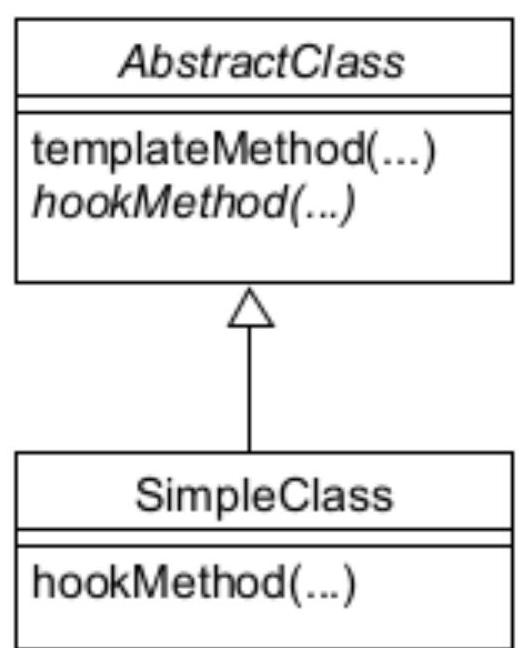 AbstractClass
templateMethod(...)
hookMethod(...)
SimpleClass
hookMethod(...)